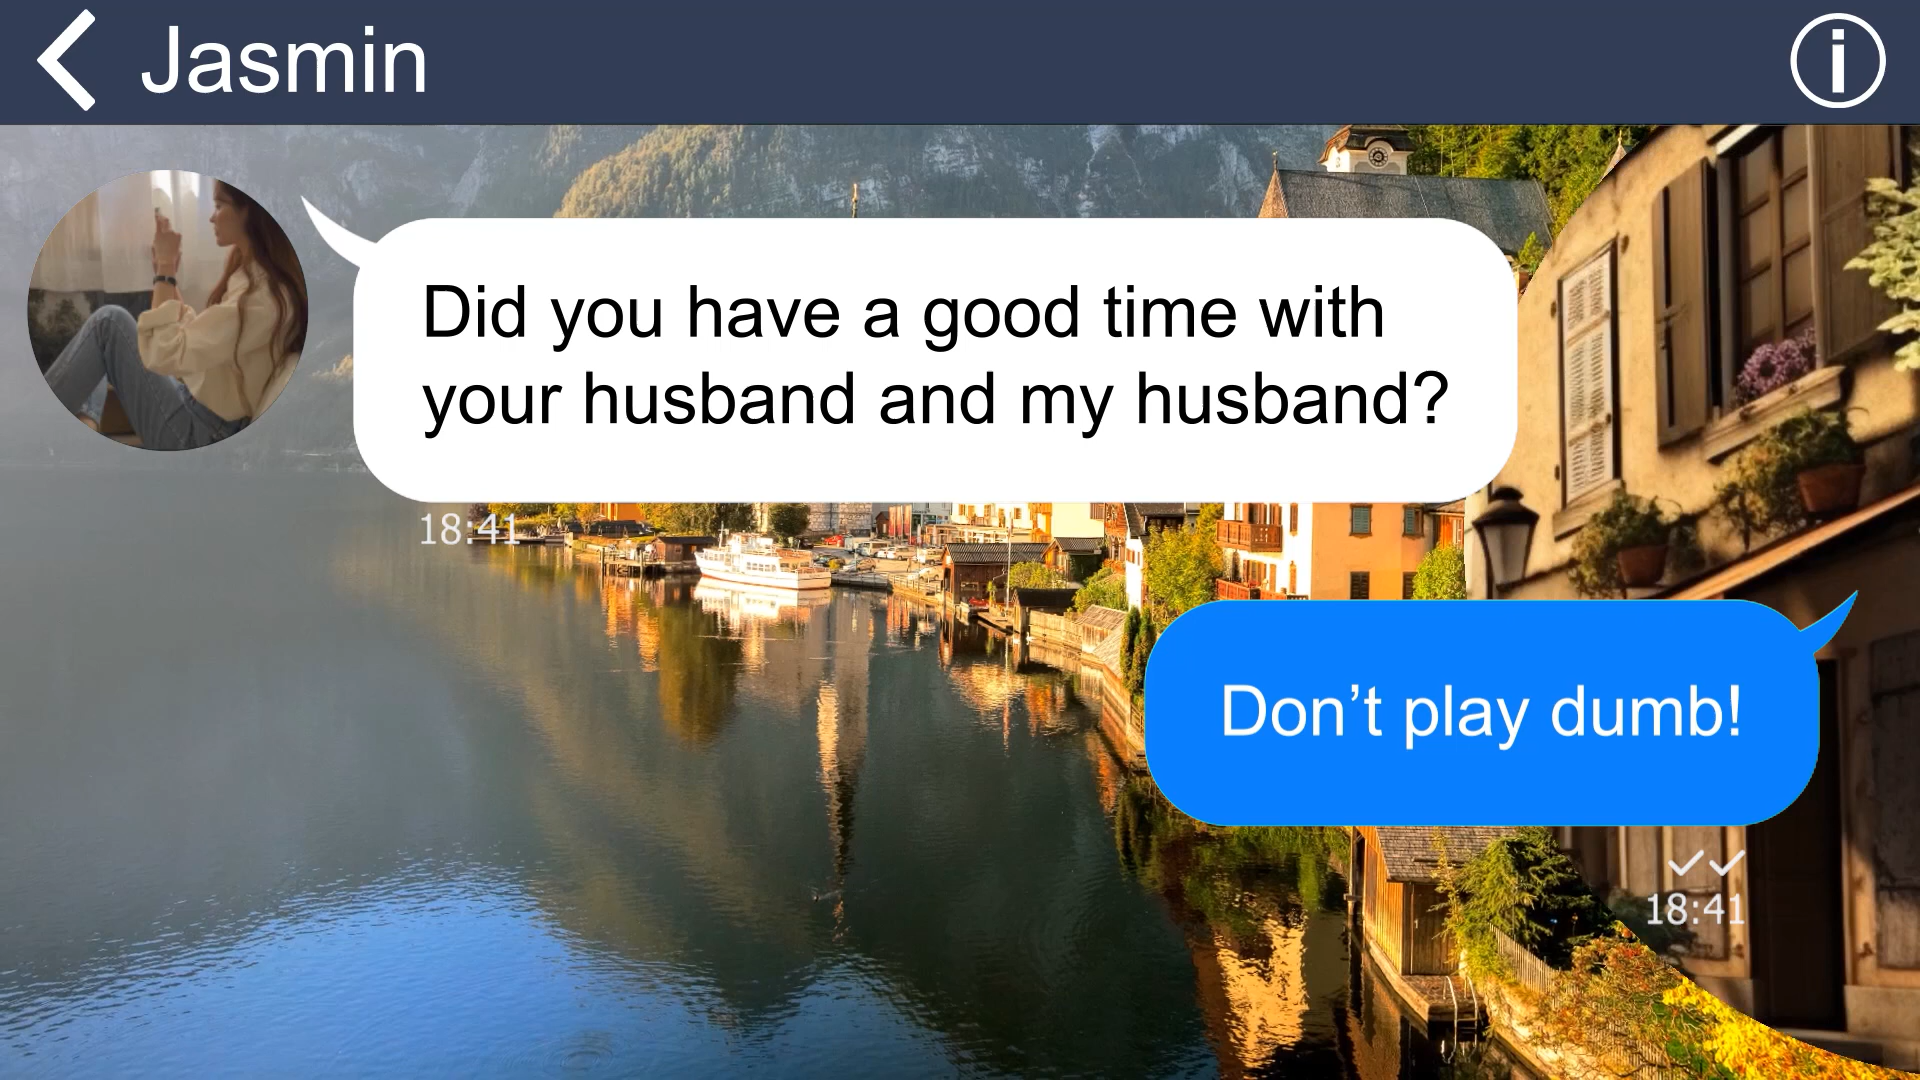 Jasmin
Did you have a good time with
your husband and my husband?
18:41
Don’t play dumb!
18:41